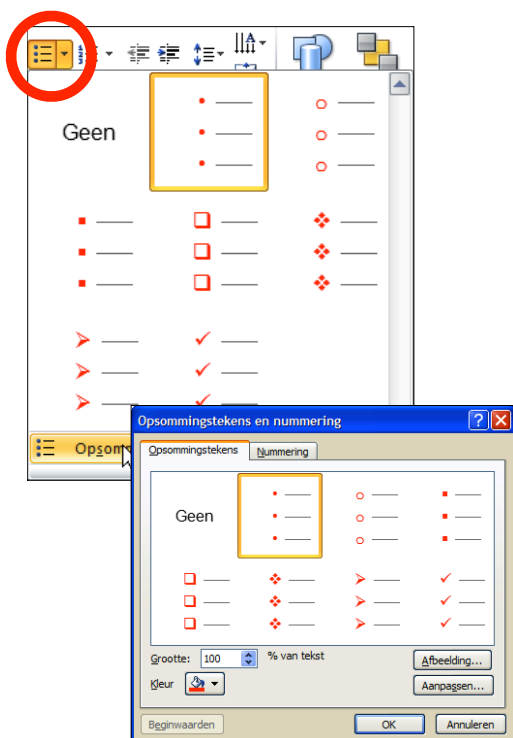 Geen
Opsom
Opsommingstekens en nummering
Opsommingstekens
Nummering
Geen
Grootte: 100 % van tekst
Kleur
Afbeelding...
Aanpassen...
Beginwaarden
OK
Annuleren